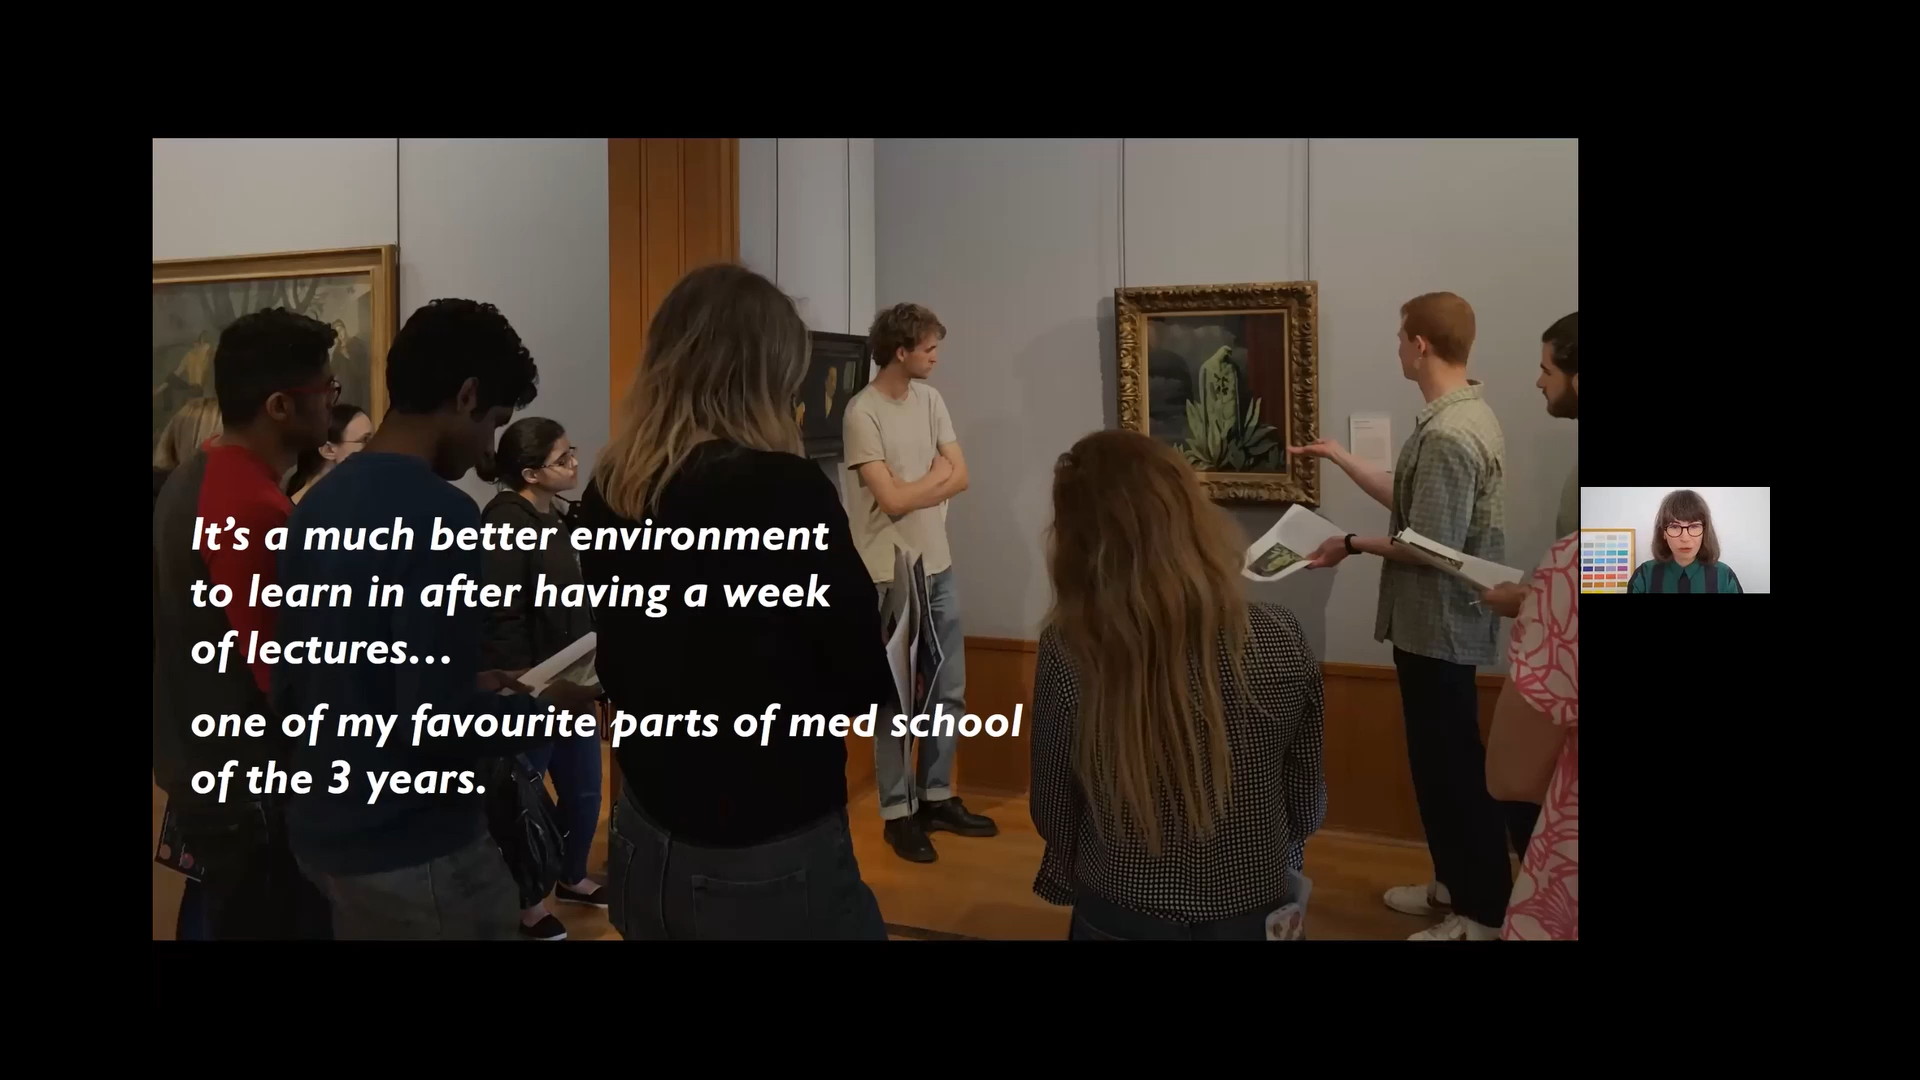 It’s a much better environment
to learn in after having a week
of lectures…
one of my favourite parts of med school
of the 3 years.